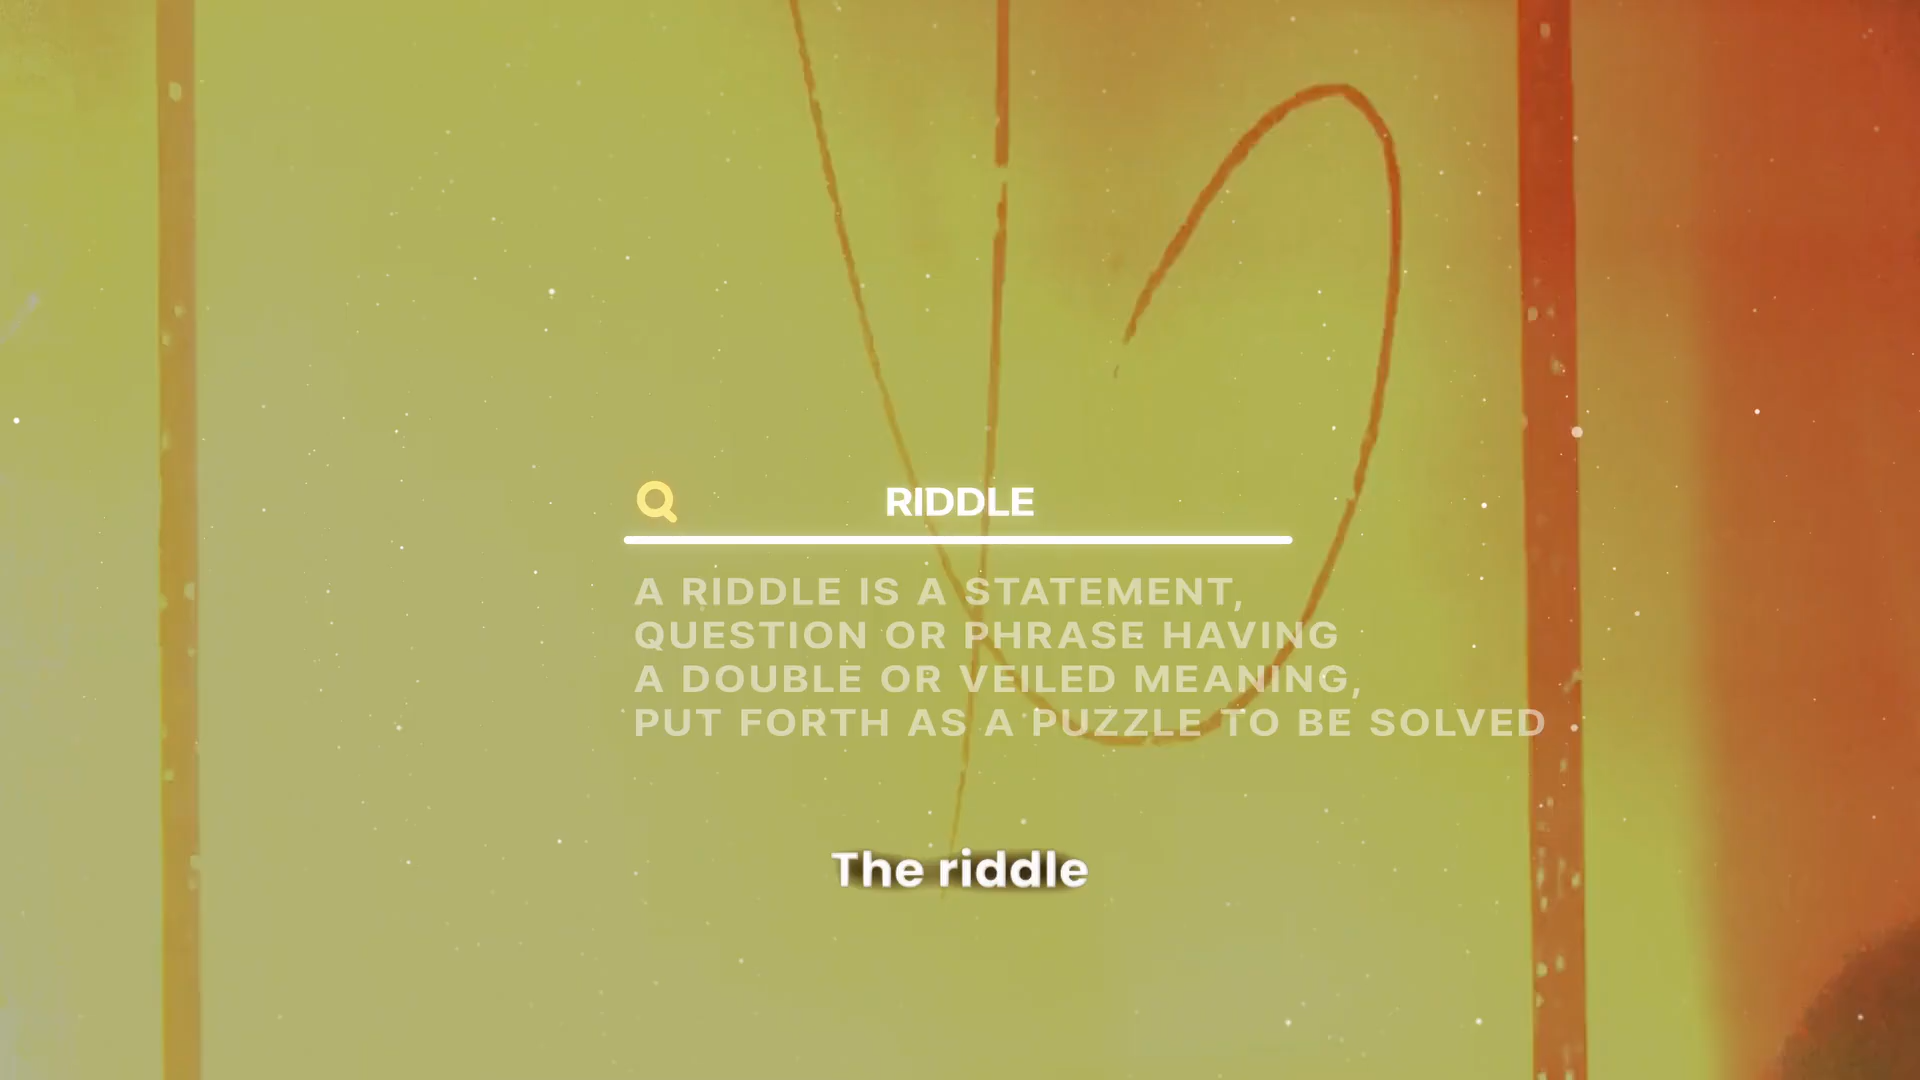 RIDDLE
A RIDDLE IS A STATEMENT,
QUESTION OR PHRASE HAVING
A DOUBLE OR VEILED MEANING,
PUT FORTH AS A PUZZLE TO BE SOLVED
The riddle